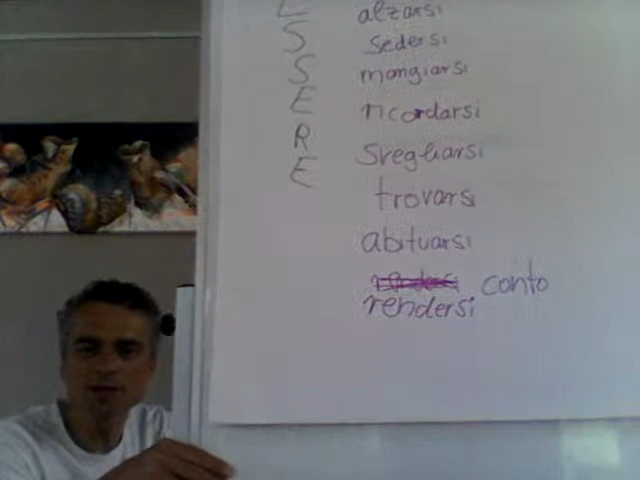 alzarsi
S sedersi
S mangiarsi
E ricordarsi
R svegliarsi
E
trovarsi
abituarsi
conto
rendersi